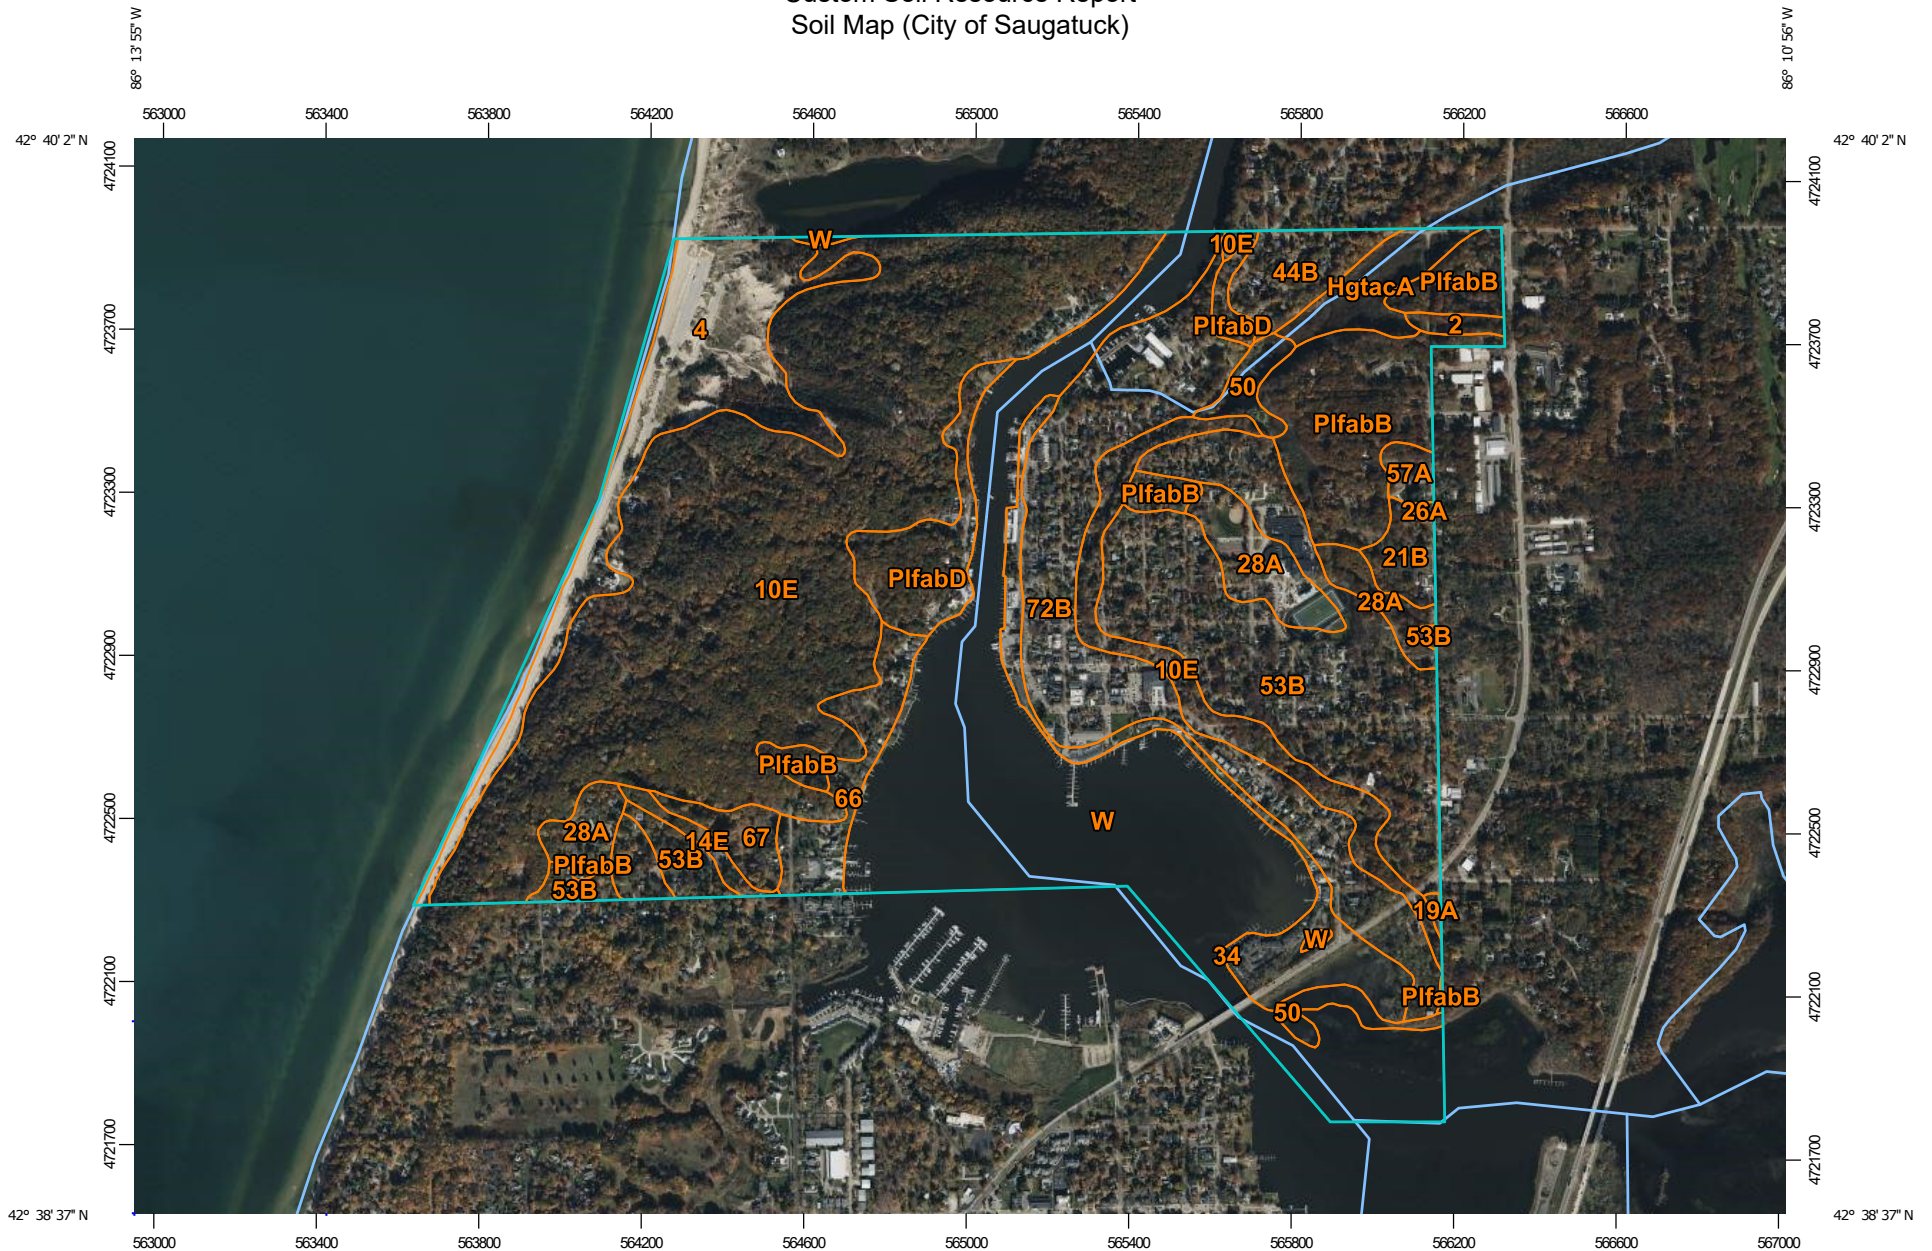 Custom Soil Resource Report
Soil Map (City of Saugatuck)
86° 13' 55" W
86° 10' 56" W
563000 563400 563800 564200 564600 565000 565400 565800 566200 566600
42° 40' 2" N
42° 40' 2" N
4724100
4723700
4723300
4722900
4722500
4722100
4721700
4724100
4723700
4723300
4722900
4722500
4722100
4721700
W
10E
44B
HgtacA
PlfabB
4
PlfabD
2
50
PlfabB
57A
PlfabB
26A
21B
28A
10E
PlfabD
72B
28A
53B
10E
53B
PlfabB
66
W
28A
14E
67
53B
PlfabB
53B
19A
W
34
PlfabB
50
42° 38' 37" N
42° 38' 37" N
563000 563400 563800 564200 564600 565000 565400 565800 566200 566600 567000